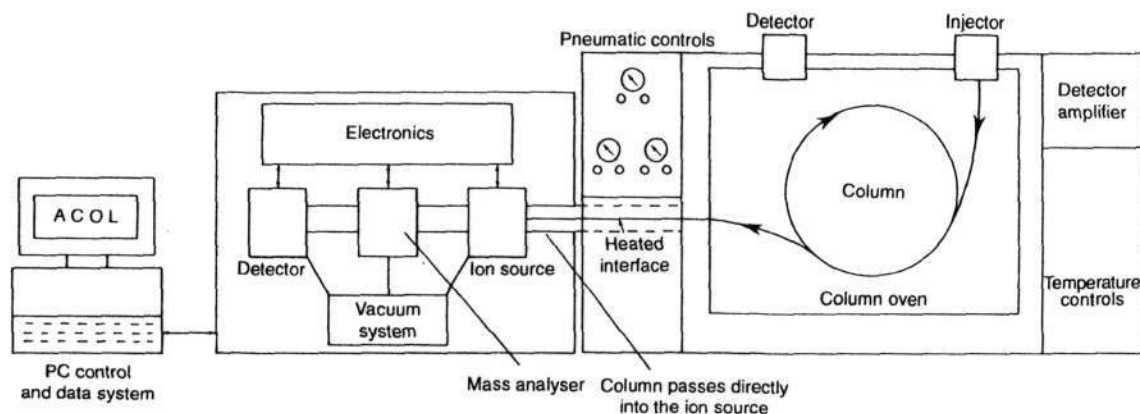 Pneumatic controls
Detector
Injector
Detector
amplifier
Electronics
Column
A C O L
Heated
interface
Detector
Ion source
Vacuum
system
Column oven
Temperature
controls
PC control
and data system
Mass analyser
Column passes directly
into the ion source